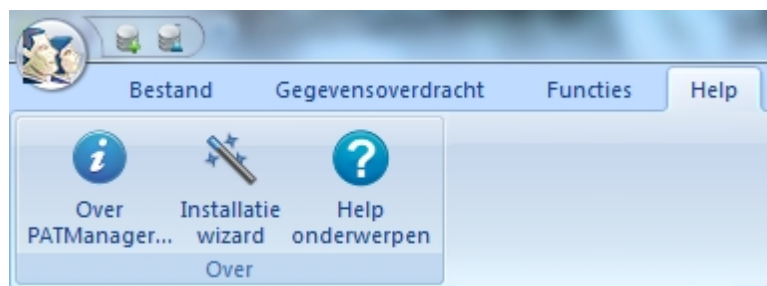 Bestand Gegevensoverdracht Functies Help
Over PATManager...
Installatie wizard
Help onderwerpen
Over